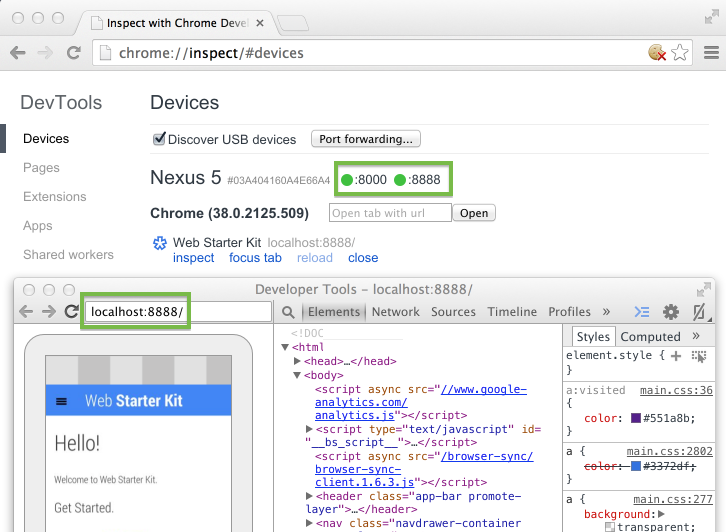 Inspect with Chrome Devel
chrome://inspect/#devices
DevTools
Devices
Devices
Discover USB devices Port forwarding...
Pages
Nexus 5 #03A404160A4E66A4 :8000 :8888
Extensions
Chrome (38.0.2125.509) Open tab with url Open
Apps
Web Starter Kit localhost:8888/
Shared workers
inspect focus tab reload close
Developer Tools - localhost:8888/
localhost:8888/
Elements Network Sources Timeline Profiles »
Web Starter Kit
Hello!
Welcome to Web Starter Kit.
Get Started.
<!DOC
▼<html
▶<head>…</head>
▼<body>
<script async src="//www.google-
analytics.com/
analytics.js"></script>
▶<script type="text/javascript" id=
"__bs_script__">…</script>
<script async src="/browser-sync/
browser-sync-
client.1.6.3.js"></script>
▶<header class="app-bar promote-
layer">…</header>
▶<nav class="navdrawer-container
Styles Computed »
element.style {
}
a:visited main.css:36
{
color: #551a8b;
}
a { main.css:2802
color: #3372df;
}
a { main.css:277
background:▶
transparent;